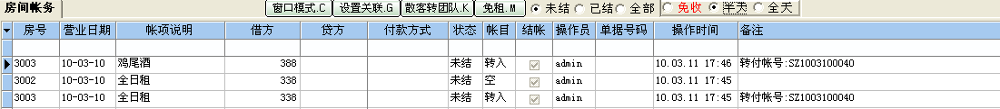 房间帐务 窗口模式.C 设置关联.G 散客转团队.K 免租.M 未结 已结 全部 免收 半天 全天
房号 营业日期 帐项说明 借方 贷方 付款方式 状态 帐目 结帐 操作员 单据号码 操作时间 备注
3003 10-03-10 鸡尾酒 388 未结 转入 admin 10.03.11 17:46 转付帐号:SZ1003100040
3002 10-03-10 全日租 338 未结 空 admin 10.03.11 17:45
3003 10-03-10 全日租 338 未结 转入 admin 10.03.11 17:45 转付帐号:SZ1003100040